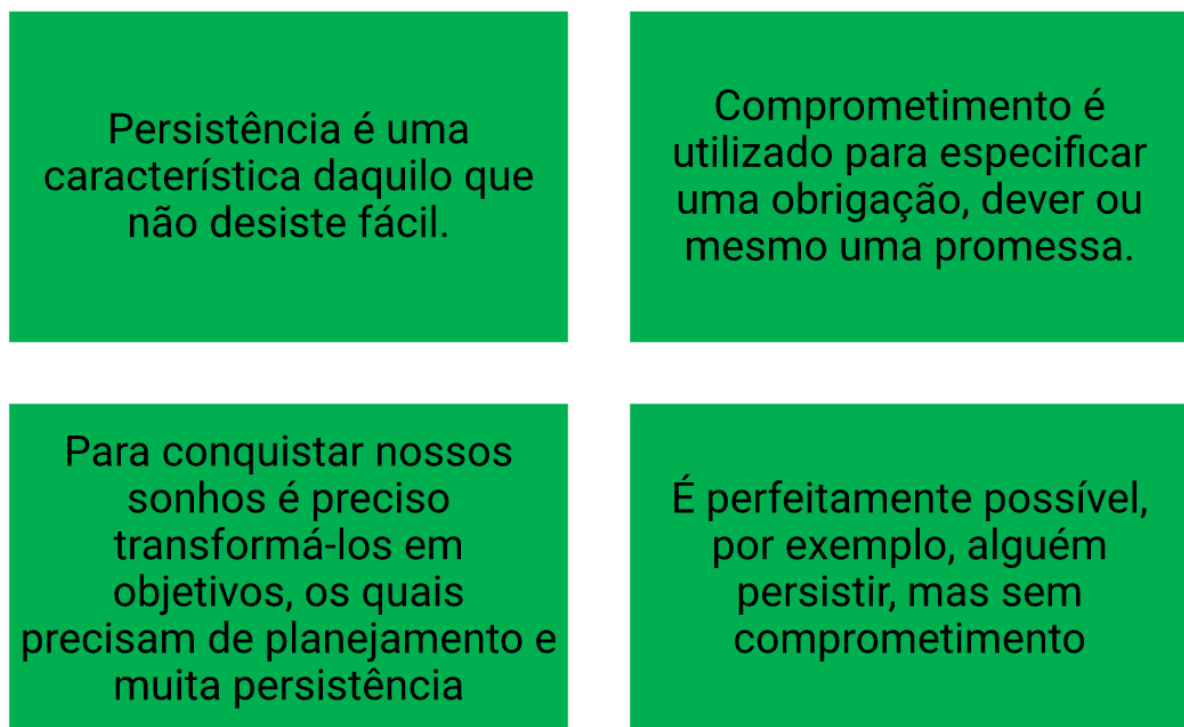 Persistência é uma
característica daquilo que
não desiste fácil.
Comprometimento é
utilizado para especificar
uma obrigação, dever ou
mesmo uma promessa.
Para conquistar nossos
sonhos é preciso
transformá-los em
objetivos, os quais
precisam de planejamento e
muita persistência
É perfeitamente possível,
por exemplo, alguém
persistir, mas sem
comprometimento